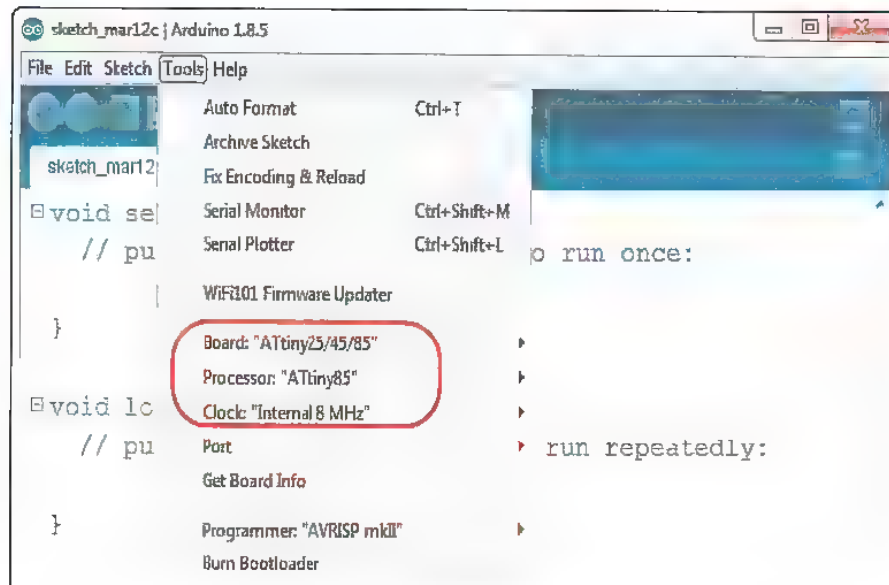 sketch_mar12c | Arduino 1.8.5
File Edit Sketch Tools Help
Auto Format Ctrl+T
Archive Sketch
sketch_mar12
Fix Encoding & Reload
void se Serial Monitor Ctrl+Shift+M
// pu Serial Plotter Ctrl+Shift+L o run once:
WiFi101 Firmware Updater
}
Board: "ATtiny25/45/85"
Processor: "ATtiny85"
void lo Clock: "Internal 8 MHz"
// pu Port run repeatedly:
Get Board Info
}
Programmer: "AVRISP mkII"
Burn Bootloader